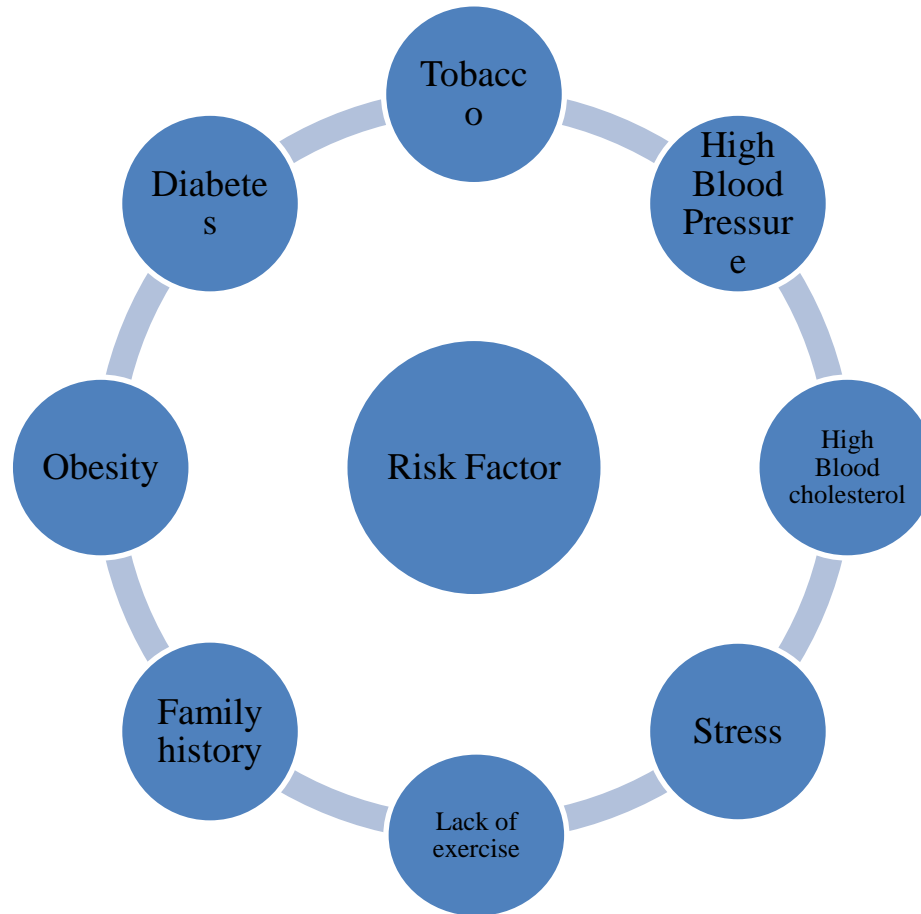 Tobacc
o
High
Blood
Pressur
e
High
Blood
cholesterol
Stress
Lack of
exercise
Family
history
Obesity
Diabete
s
Risk Factor